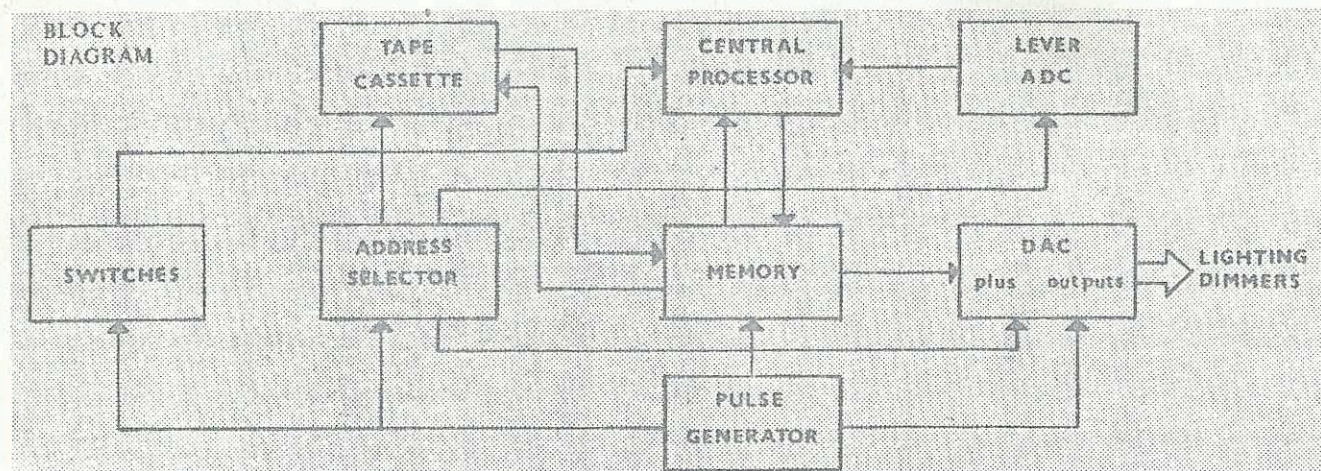 BLOCK
DIAGRAM
TAPE
CASSETTE
CENTRAL
PROCESSOR
LEVER
ADC
SWITCHES
ADDRESS
SELECTOR
MEMORY
DAC
plus outputs
LIGHTING
DIMMERS
PULSE
GENERATOR